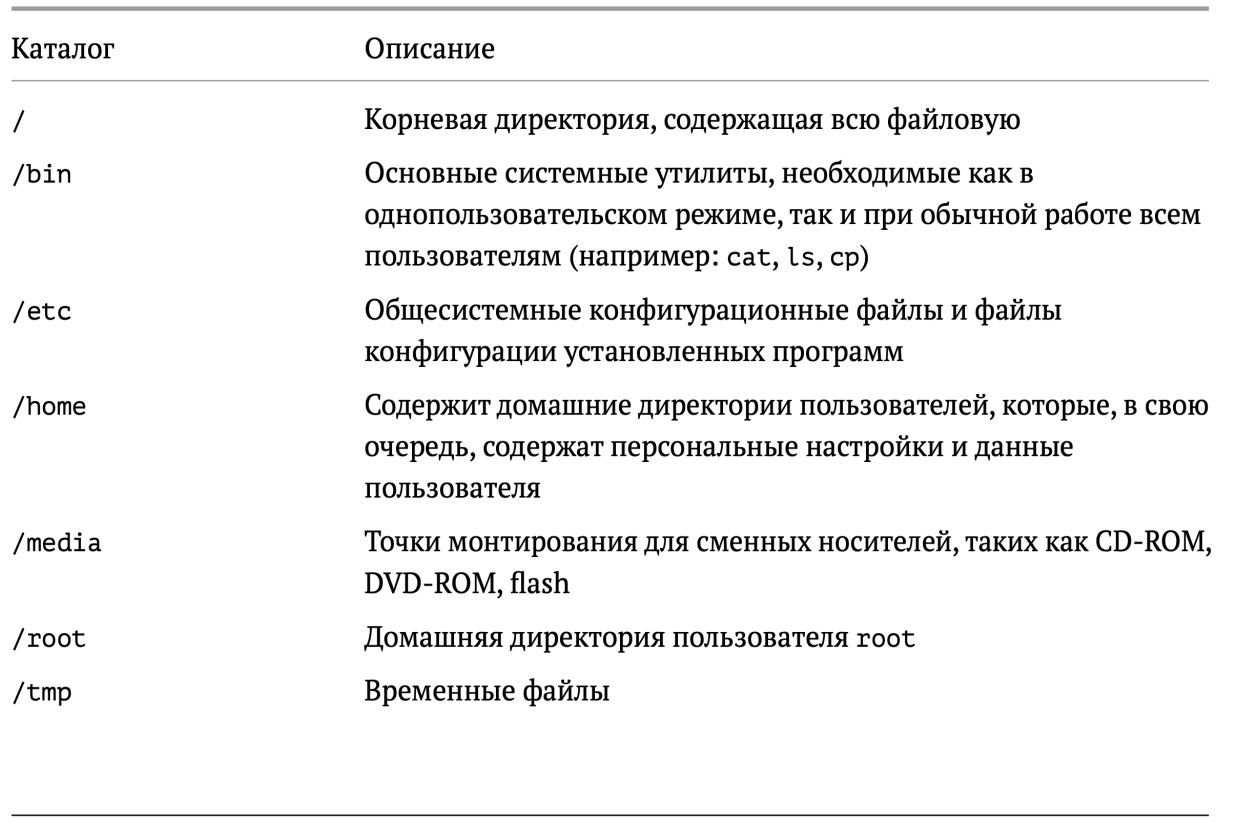 Каталог Описание
/ Корневая директория, содержащая всю файловую
/bin Основные системные утилиты, необходимые как в
однопользовательском режиме, так и при обычной работе всем
пользователям (например: cat, ls, cp)
/etc Общесистемные конфигурационные файлы и файлы
конфигурации установленных программ
/home Содержит домашние директории пользователей, которые, в свою
очередь, содержат персональные настройки и данные
пользователя
/media Точки монтирования для сменных носителей, таких как CD-ROM,
DVD-ROM, flash
/root Домашняя директория пользователя root
/tmp Временные файлы